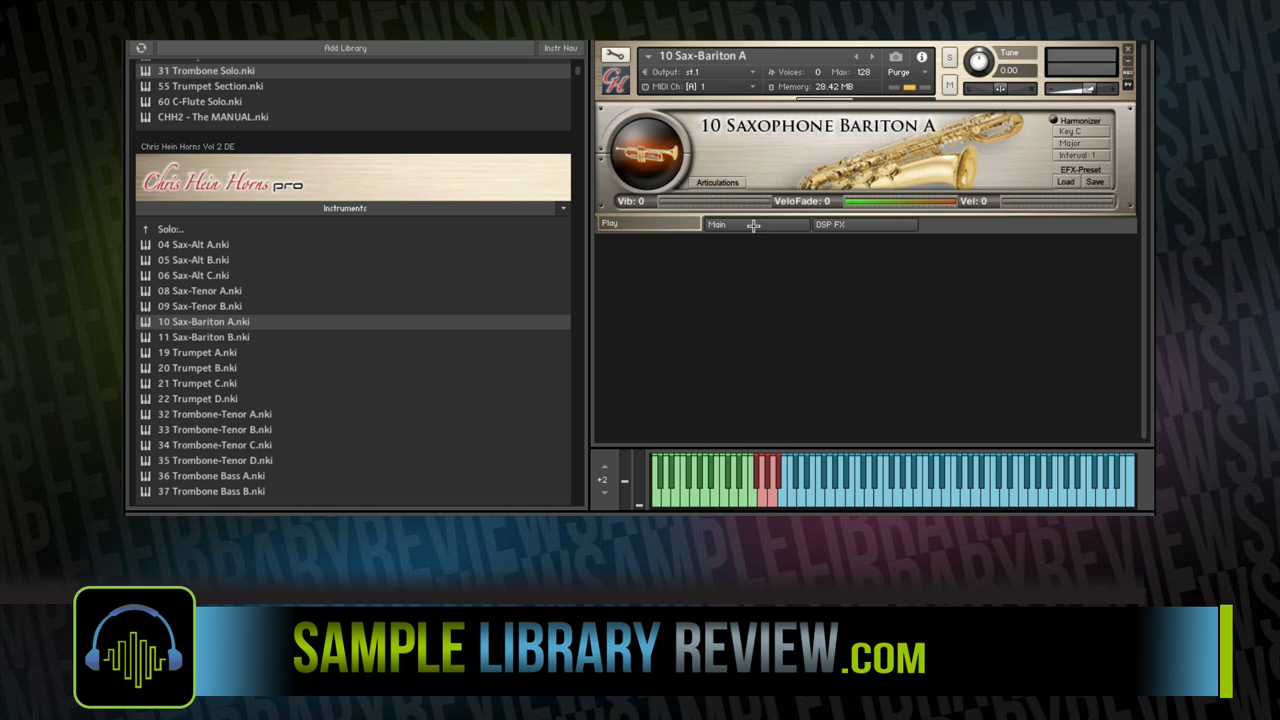 Add Library
Instr Nav
31 Trombone Solo.nki
55 Trumpet Section.nki
60 C-Flute Solo.nki
CHH2 - The MANUAL.nki
Chris Hein Horns Vol 2 DE
Chris Hein Horns pro
Instruments
Solo:..
04 Sax-Alt A.nki
05 Sax-Alt B.nki
06 Sax-Alt C.nki
08 Sax-Tenor A.nki
09 Sax-Tenor B.nki
10 Sax-Bariton A.nki
11 Sax-Bariton B.nki
19 Trumpet A.nki
20 Trumpet B.nki
21 Trumpet C.nki
22 Trumpet D.nki
32 Trombone-Tenor A.nki
33 Trombone-Tenor B.nki
34 Trombone-Tenor C.nki
35 Trombone-Tenor D.nki
36 Trombone Bass A.nki
37 Trombone Bass B.nki
10 Sax-Bariton A
Output: st.1 Voices: 0 Max: 128 Purge
MIDI Ch: [A] 1 Memory: 28.42 MB
S
M
Tune
0.00
L R
AUX
PV
10 SAXOPHONE BARITON A
Harmonizer
Key C
Major
Interval: 1
EFX-Preset
Load Save
Articulations
Vib: 0 VeloFade: 0 Vel: 0
Play Main DSP FX
+2
SAMPLE LIBRARY REVIEW.COM